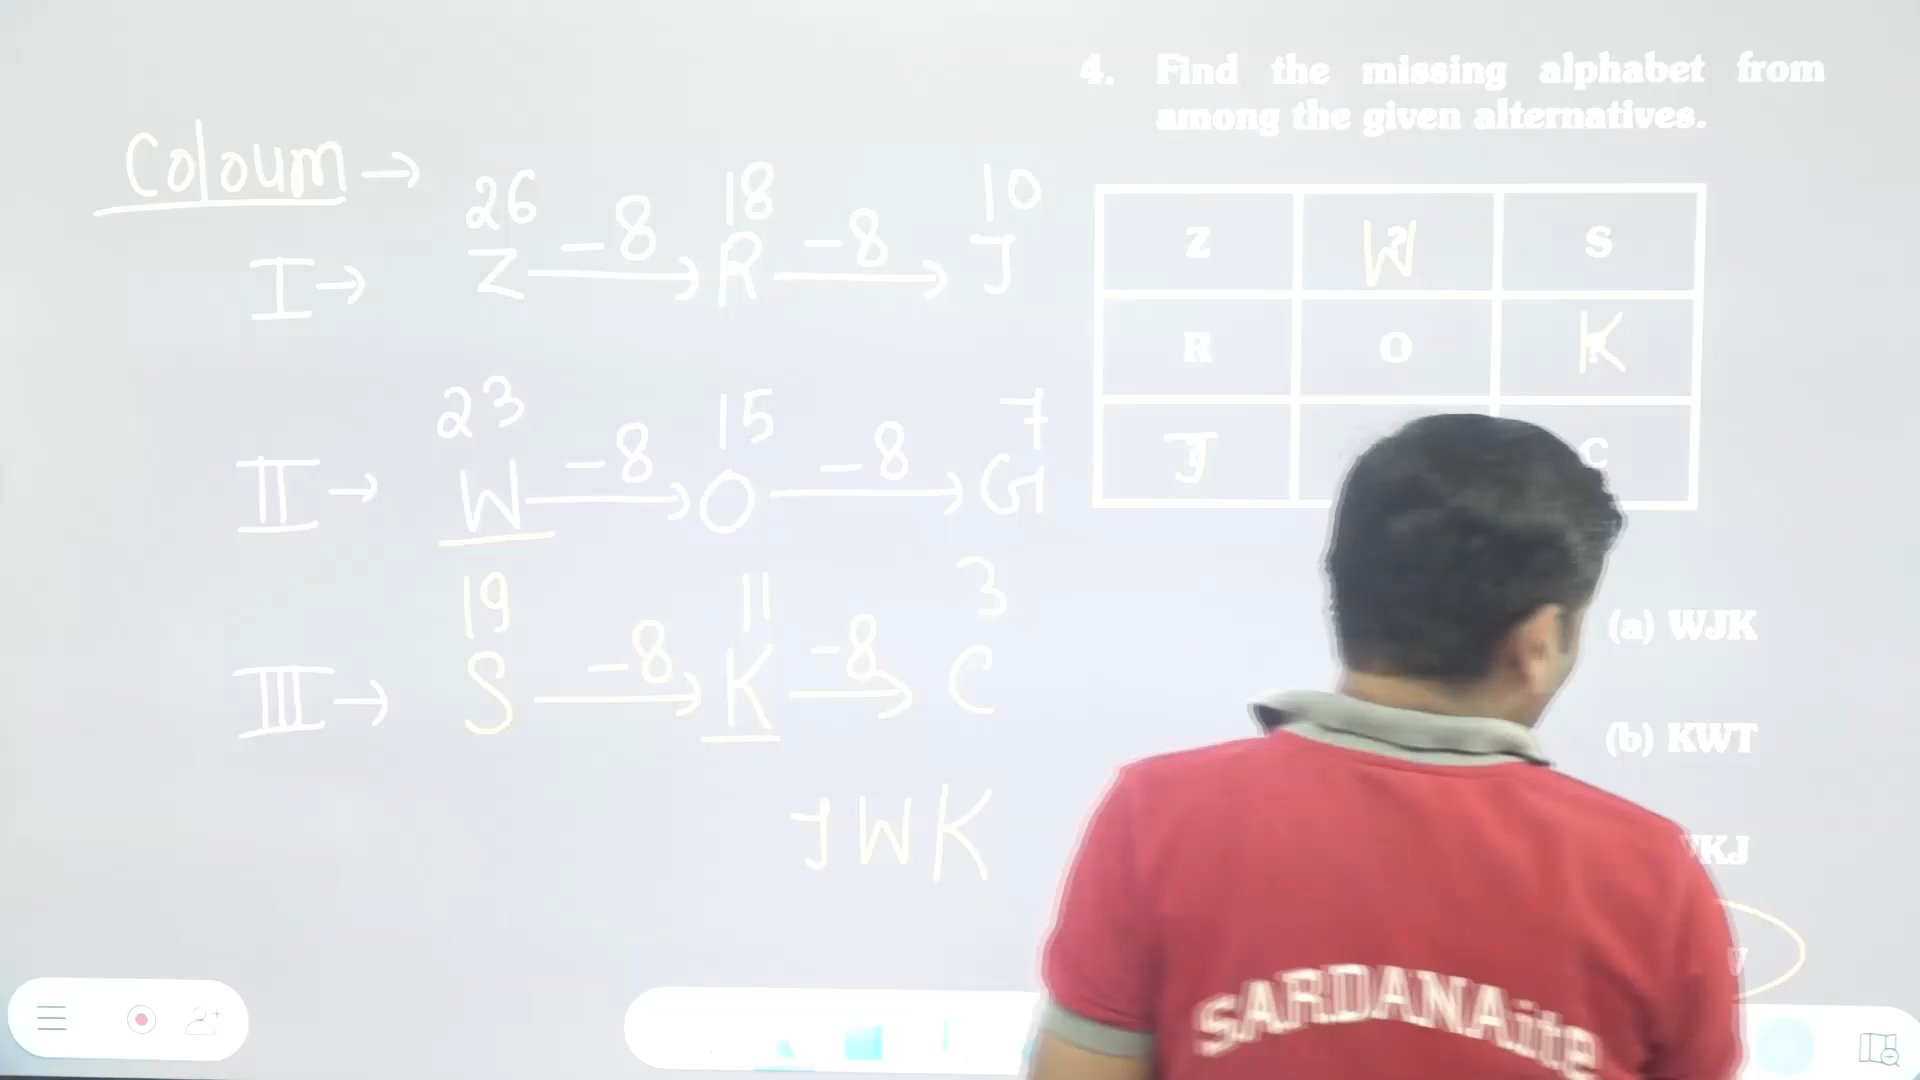 4. Find the missing alphabet from
among the given alternatives.
Coloum →
26 18 10
I → Z -8 R -8 J
23 15 7
II → W -8 O -8 G
19 11 3
III → S -8 K -8 C
J W K
Z W S
R O K
J C
(a) WJK
(b) KWT
KJ
SARDANAite